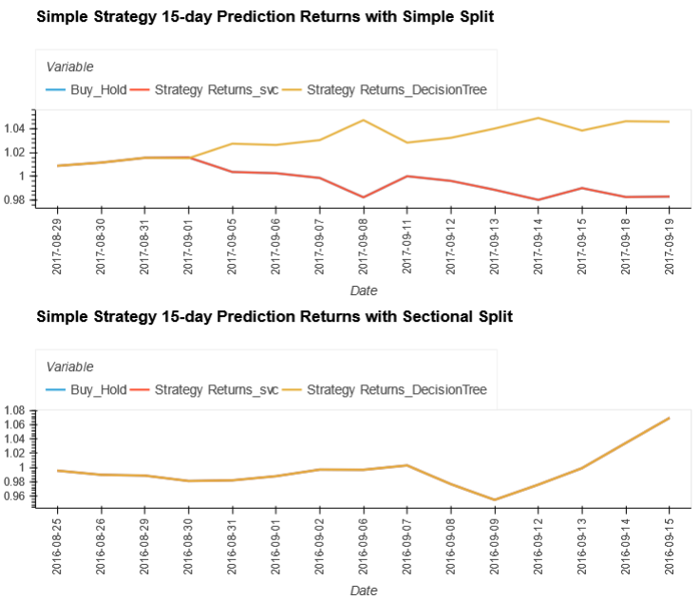 Simple Strategy 15-day Prediction Returns with Simple Split
Variable
Buy_Hold Strategy Returns_svc Strategy Returns_DecisionTree
1.04
1.02
1
0.98
2017-08-29 2017-08-30 2017-08-31 2017-09-01 2017-09-05 2017-09-06 2017-09-07 2017-09-08 2017-09-11 2017-09-12 2017-09-13 2017-09-14 2017-09-15 2017-09-18 2017-09-19
Date
Simple Strategy 15-day Prediction Returns with Sectional Split
Variable
Buy_Hold Strategy Returns_svc Strategy Returns_DecisionTree
1.08
1.06
1.04
1.02
1
0.98
0.96
2016-08-25 2016-08-26 2016-08-29 2016-08-30 2016-08-31 2016-09-01 2016-09-02 2016-09-06 2016-09-07 2016-09-08 2016-09-09 2016-09-12 2016-09-13 2016-09-14 2016-09-15
Date